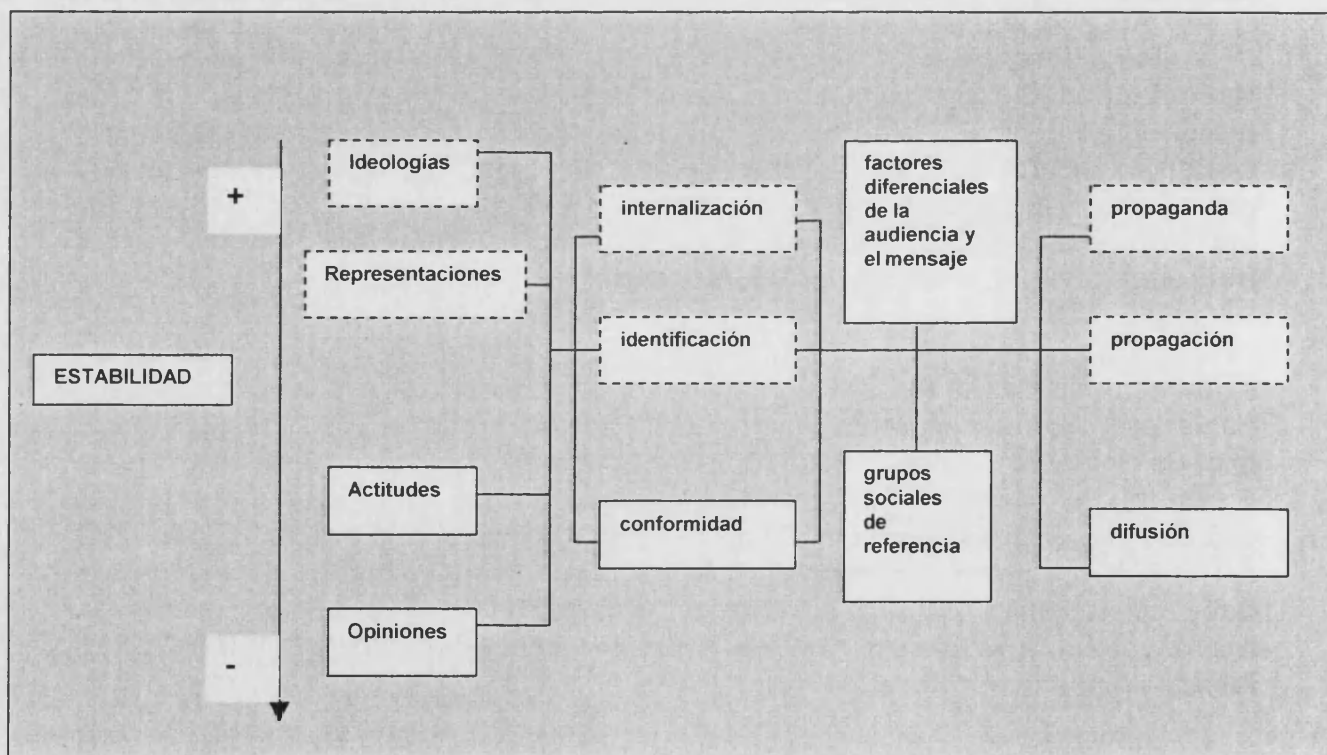 +
ESTABILIDAD
-
Ideologías
Representaciones
Actitudes
Opiniones
internalización
identificación
conformidad
factores
diferenciales
de la
audiencia y
el mensaje
grupos
sociales
de
referencia
propaganda
propagación
difusión